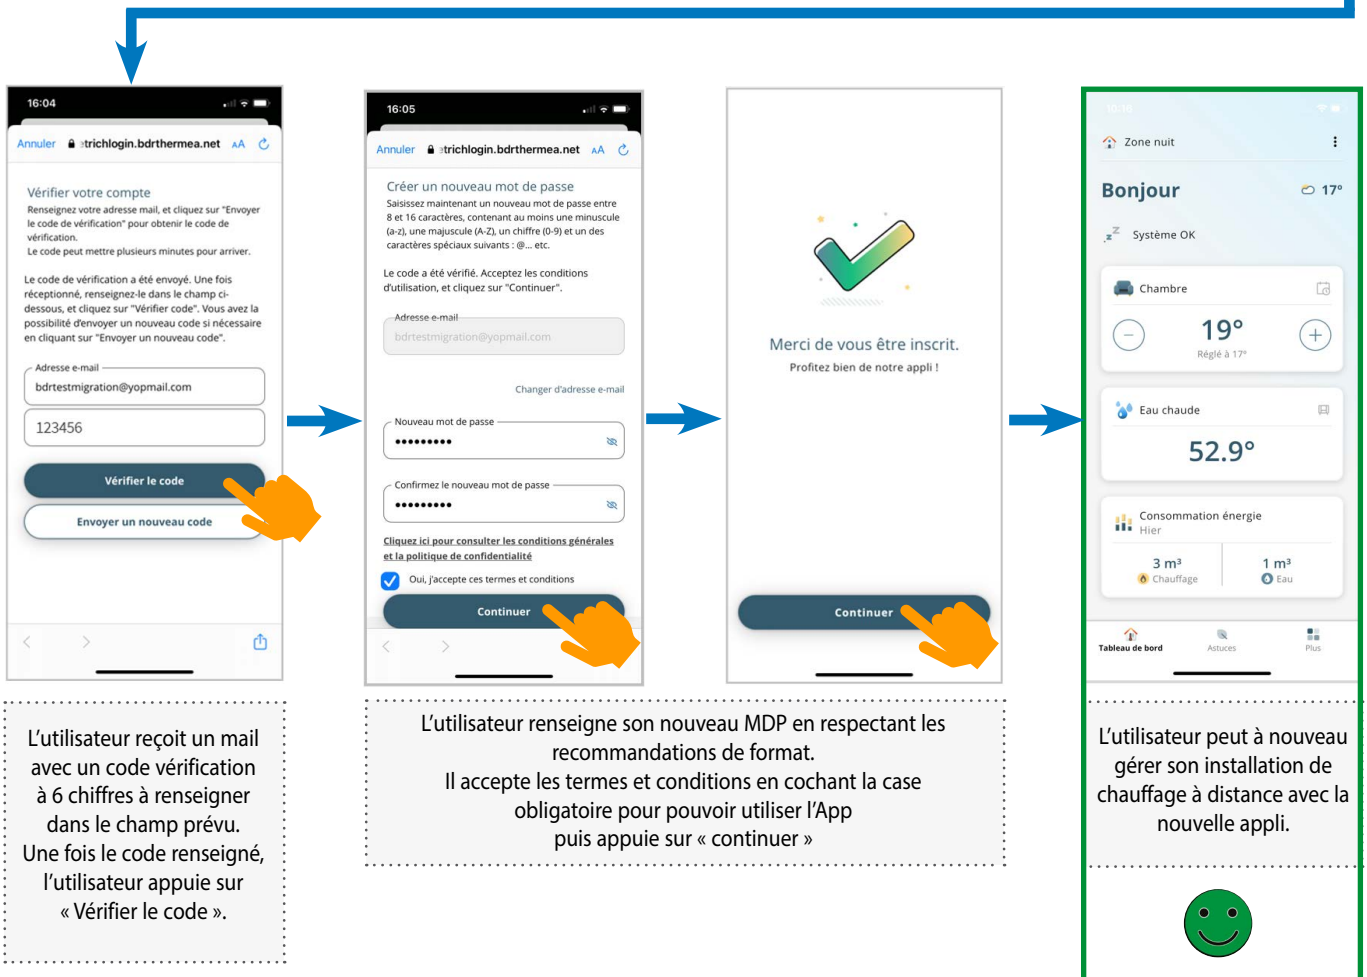 16:04
Annuler
trichlogin.bdrthermea.net AA
Vérifier votre compte
Renseignez votre adresse mail, et cliquez sur "Envoyer
le code de vérification" pour obtenir le code de
vérification.
Le code peut mettre plusieurs minutes pour arriver.
Le code de vérification a été envoyé. Une fois
réceptionné, renseignez-le dans le champ ci-
dessous, et cliquez sur "Vérifier code". Vous avez la
possibilité d'envoyer un nouveau code si nécessaire
en cliquant sur "Envoyer un nouveau code".
Adresse e-mail
bdrtestmigration@yopmail.com
123456
Vérifier le code
Envoyer un nouveau code
L'utilisateur reçoit un mail
avec un code vérification
à 6 chiffres à renseigner
dans le champ prévu.
Une fois le code renseigné,
l'utilisateur appuie sur
« Vérifier le code ».
16:05
Annuler
trichlogin.bdrthermea.net AA
Créer un nouveau mot de passe
Saisissez maintenant un nouveau mot de passe entre
8 et 16 caractères, contenant au moins une minuscule
(a-z), une majuscule (A-Z), un chiffre (0-9) et un des
caractères spéciaux suivants : @... etc.
Le code a été vérifié. Acceptez les conditions
d'utilisation, et cliquez sur "Continuer".
Adresse e-mail
bdrtestmigration@yopmail.com
Changer d'adresse e-mail
Nouveau mot de passe
•••••••••
Confirmez le nouveau mot de passe
•••••••••
Cliquez ici pour consulter les conditions générales
et la politique de confidentialité
Oui, j'accepte ces termes et conditions
Continuer
Merci de vous être inscrit.
Profitez bien de notre appli !
Continuer
L'utilisateur renseigne son nouveau MDP en respectant les
recommandations de format.
Il accepte les termes et conditions en cochant la case
obligatoire pour pouvoir utiliser l'App
puis appuie sur « continuer »
Zone nuit
Bonjour
17°
Système OK
Chambre
19°
Réglé à 17°
Eau chaude
52.9°
Consommation énergie
Hier
3 m³
1 m³
Chauffage
Eau
Tableau de bord
Astuces
Plus
L'utilisateur peut à nouveau
gérer son installation de
chauffage à distance avec la
nouvelle appli.